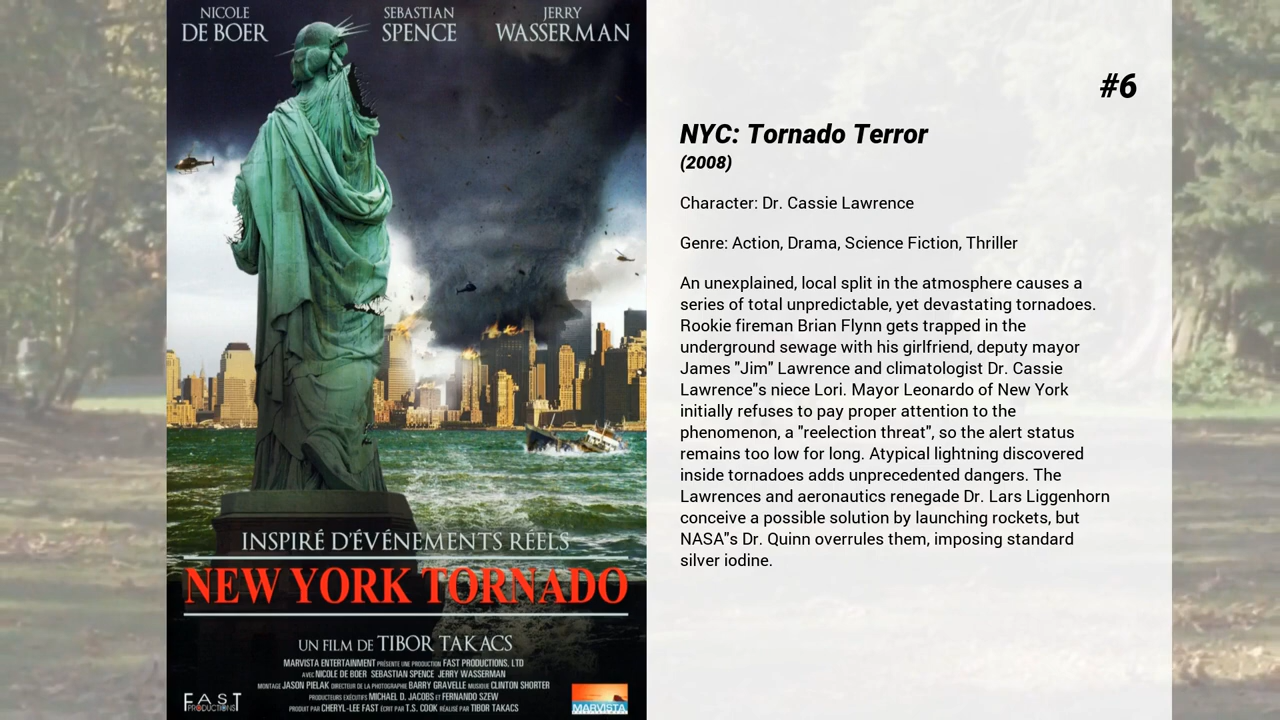 NICOLE
DE BOER
SEBASTIAN
SPENCE
JERRY
WASSERMAN
INSPIRÉ D'ÉVÉNEMENTS RÉELS
NEW YORK TORNADO
UN FILM DE TIBOR TAKACS
MARVISTA ENTERTAINMENT PRÉSENTE UNE PRODUCTION FAST PRODUCTIONS, LTD
AVEC NICOLE DE BOER SEBASTIAN SPENCE JERRY WASSERMAN
MONTAGE JASON PIELAK DIRECTEUR DE LA PHOTOGRAPHIE BARRY GRAVELLE MUSIQUE CLINTON SHORTER
PRODUCTEURS EXÉCUTIFS MICHAEL D. JACOBS ET FERNANDO SZEW
PRODUIT PAR CHERYL-LEE FAST ÉCRIT PAR T.S. COOK RÉALISÉ PAR TIBOR TAKACS
FAST
PRODUCTIONS
MARVISTA
#6
NYC: Tornado Terror
(2008)
Character: Dr. Cassie Lawrence
Genre: Action, Drama, Science Fiction, Thriller
An unexplained, local split in the atmosphere causes a
series of total unpredictable, yet devastating tornadoes.
Rookie fireman Brian Flynn gets trapped in the
underground sewage with his girlfriend, deputy mayor
James "Jim" Lawrence and climatologist Dr. Cassie
Lawrence"s niece Lori. Mayor Leonardo of New York
initially refuses to pay proper attention to the
phenomenon, a "reelection threat", so the alert status
remains too low for long. Atypical lightning discovered
inside tornadoes adds unprecedented dangers. The
Lawrences and aeronautics renegade Dr. Lars Liggenhorn
conceive a possible solution by launching rockets, but
NASA"s Dr. Quinn overrules them, imposing standard
silver iodine.